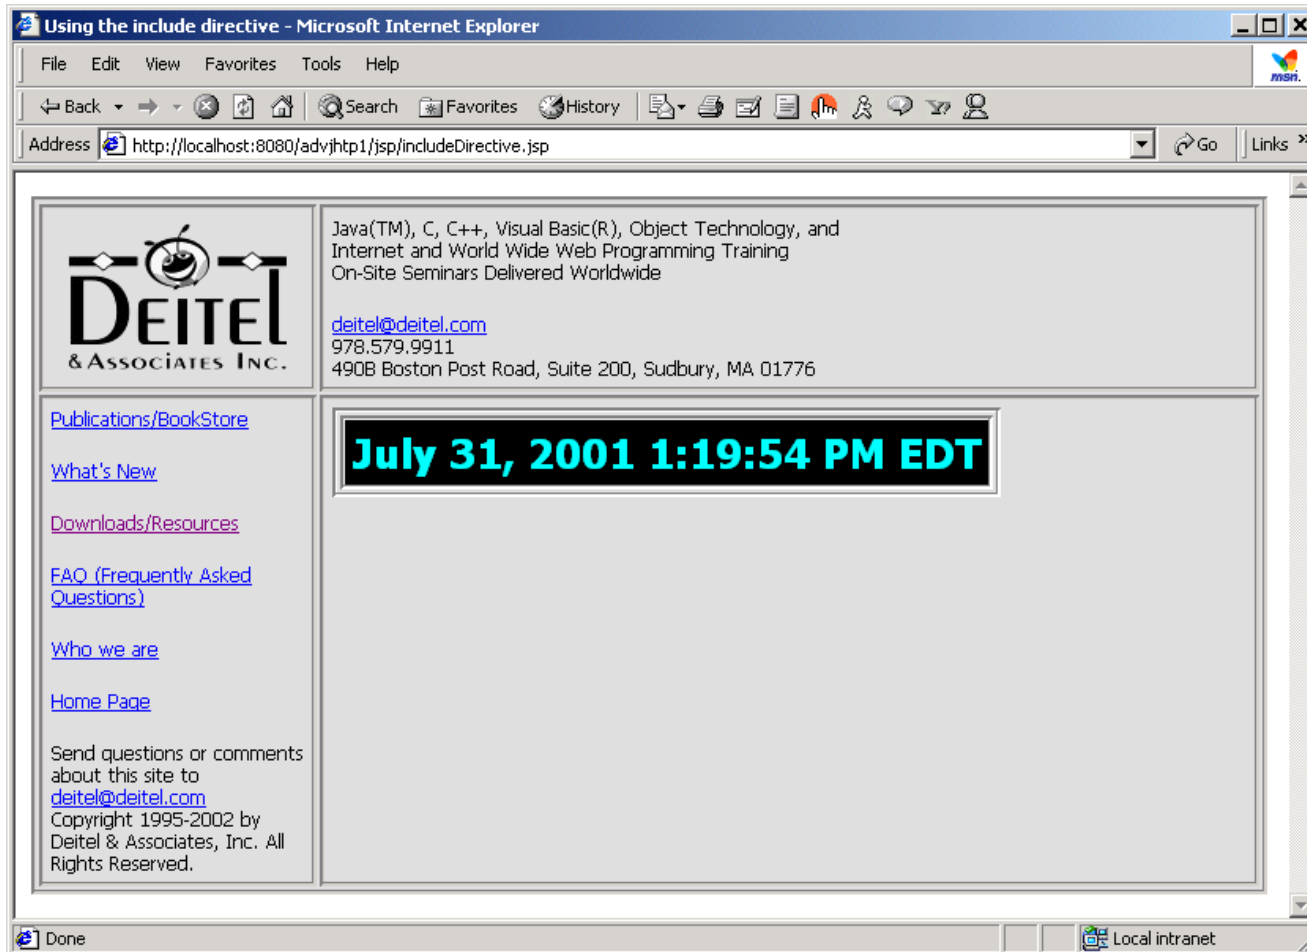 Using the include directive - Microsoft Internet Explorer
File Edit View Favorites Tools Help
msn.
Back Search Favorites History
Address http://localhost:8080/advjhtp1/jsp/includeDirective.jsp Go Links »
DEITEL
& ASSOCIATES INC.
Java(TM), C, C++, Visual Basic(R), Object Technology, and
Internet and World Wide Web Programming Training
On-Site Seminars Delivered Worldwide
deitel@deitel.com
978.579.9911
490B Boston Post Road, Suite 200, Sudbury, MA 01776
Publications/BookStore
What's New
Downloads/Resources
FAQ (Frequently Asked
Questions)
Who we are
Home Page
Send questions or comments
about this site to
deitel@deitel.com
Copyright 1995-2002 by
Deitel & Associates, Inc. All
Rights Reserved.
July 31, 2001 1:19:54 PM EDT
Done Local intranet